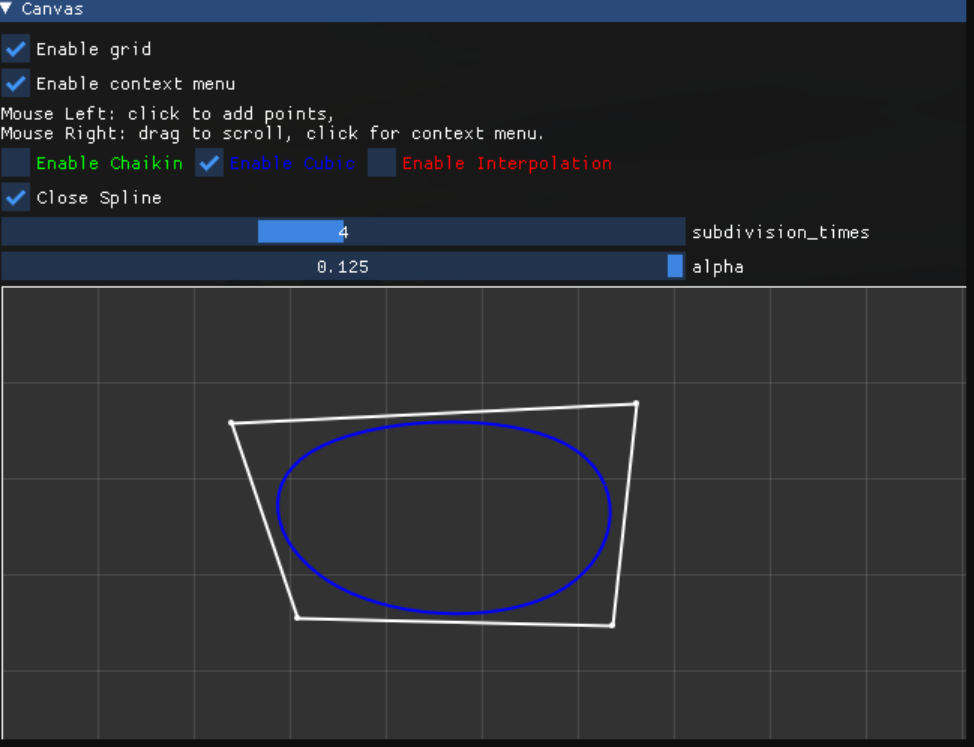 Canvas
Enable grid
Enable context menu
Mouse Left: click to add points,
Mouse Right: drag to scroll, click for context menu.
Enable Chaikin Enable Cubic Enable Interpolation
Close Spline
4 subdivision_times
0.125 alpha